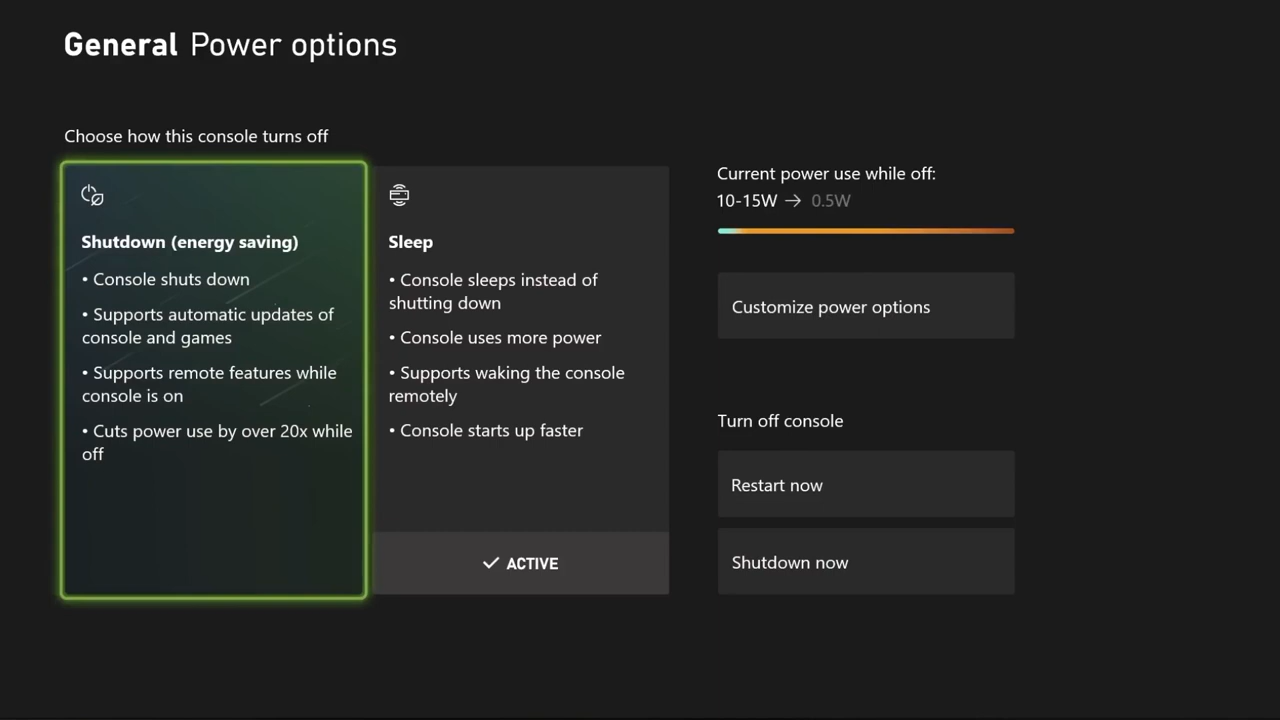 General Power options
Choose how this console turns off
Shutdown (energy saving)
• Console shuts down
• Supports automatic updates of
console and games
• Supports remote features while
console is on
• Cuts power use by over 20x while
off
Sleep
• Console sleeps instead of
shutting down
• Console uses more power
• Supports waking the console
remotely
• Console starts up faster
✓ ACTIVE
Current power use while off:
10-15W → 0.5W
Customize power options
Turn off console
Restart now
Shutdown now